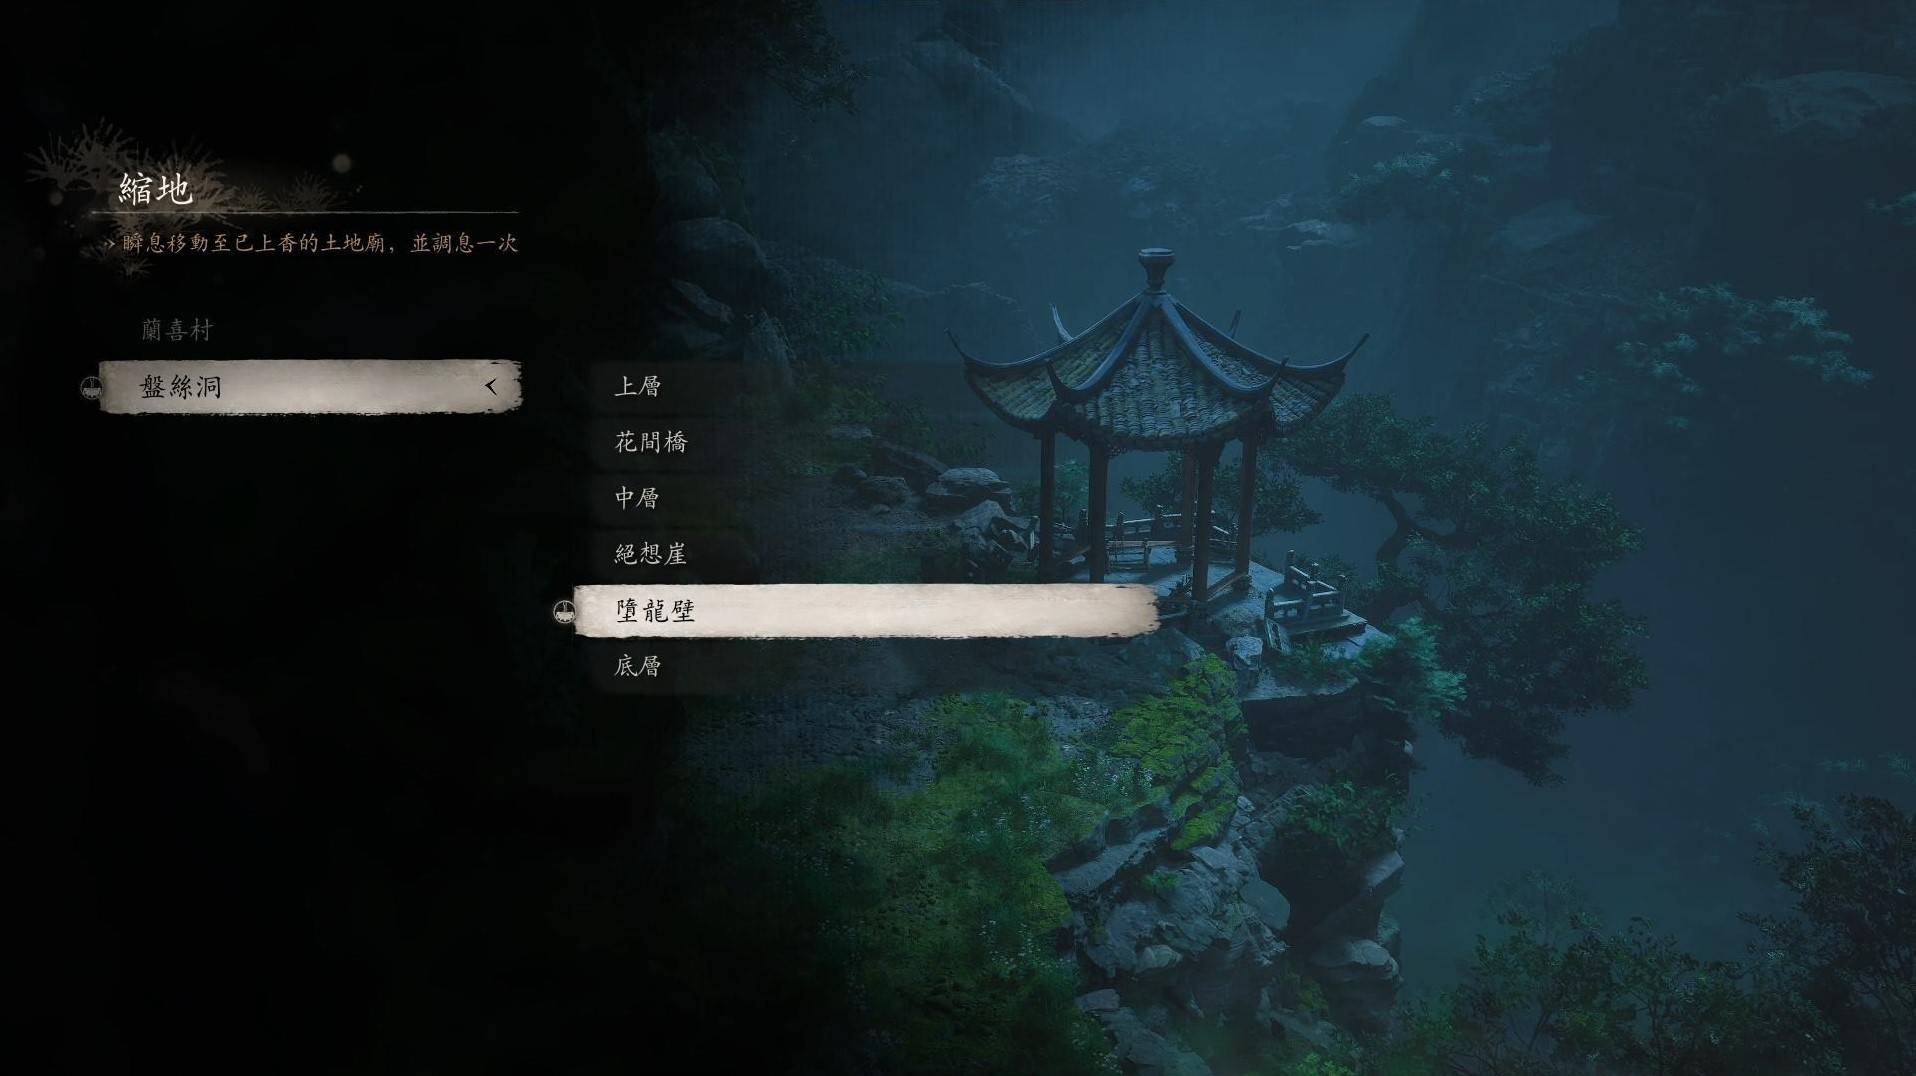 縮地
瞬息移動至已上香的土地廟，並調息一次
蘭喜村
盤絲洞
上層
花間橋
中層
絕想崖
墮龍壁
底層